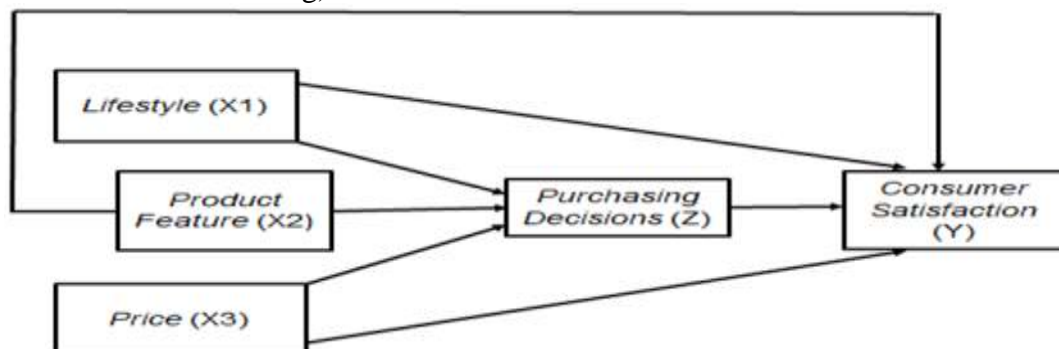 Lifestyle (X1)
Product
Feature (X2)
Price (X3)
Purchasing
Decisions (Z)
Consumer
Satisfaction
(Y)